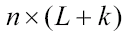 n × (L + k)